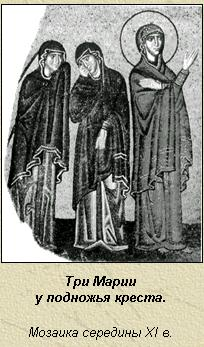 Три Марии
у подножья креста.
Мозаика середины XI в.